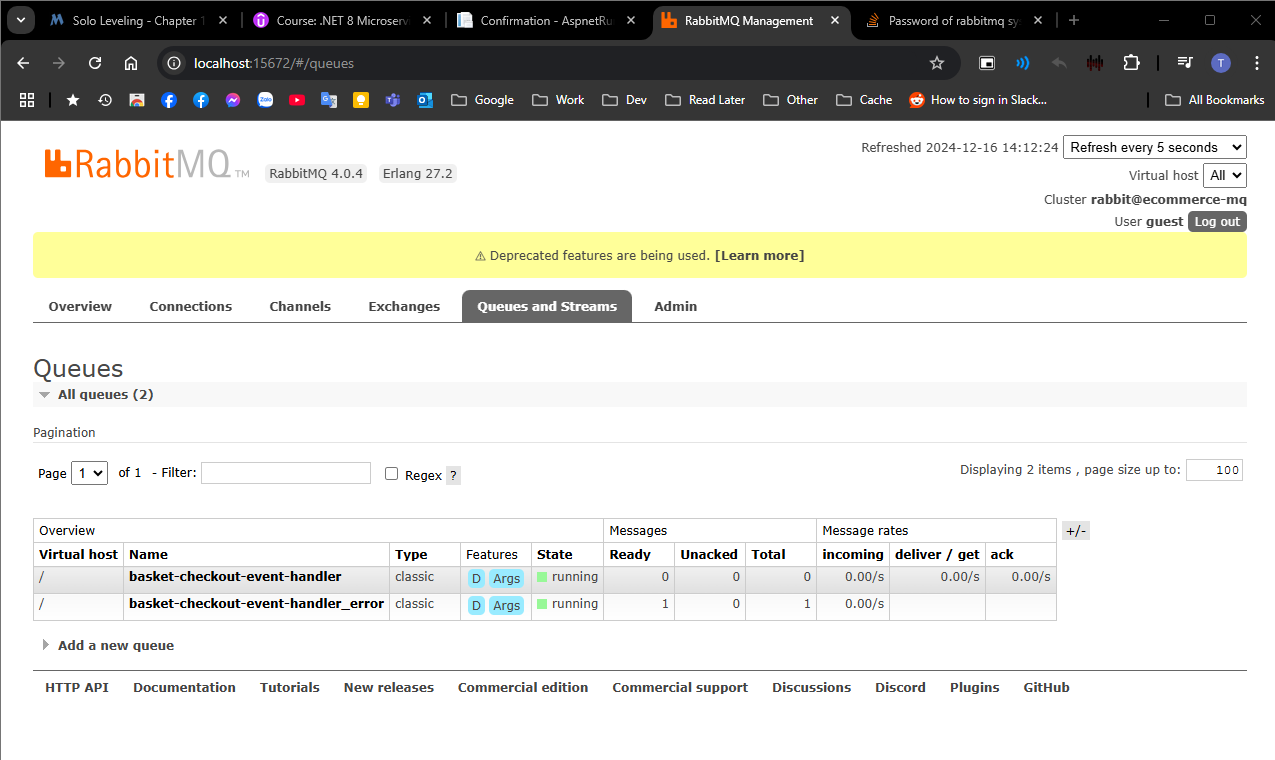 Solo Leveling - Chapter 1
Course: .NET 8 Microserv
Confirmation - AspnetRu
RabbitMQ Management
Password of rabbitmq sy
localhost:15672/#/queues
T
Google
Work
Dev
Read Later
Other
Cache
How to sign in Slack...
All Bookmarks
RabbitMQ TM
RabbitMQ 4.0.4 Erlang 27.2
Refreshed 2024-12-16 14:12:24 Refresh every 5 seconds
Virtual host All
Cluster rabbit@ecommerce-mq
User guest Log out
⚠ Deprecated features are being used. [Learn more]
Overview Connections Channels Exchanges Queues and Streams Admin
Queues
All queues (2)
Pagination
Page 1 of 1 - Filter: Regex ? Displaying 2 items , page size up to: 100
Overview Messages Message rates +/-
Virtual host Name Type Features State Ready Unacked Total incoming deliver / get ack
/ basket-checkout-event-handler classic D Args running 0 0 0 0.00/s 0.00/s 0.00/s
/ basket-checkout-event-handler_error classic D Args running 1 0 1 0.00/s
Add a new queue
HTTP API Documentation Tutorials New releases Commercial edition Commercial support Discussions Discord Plugins GitHub